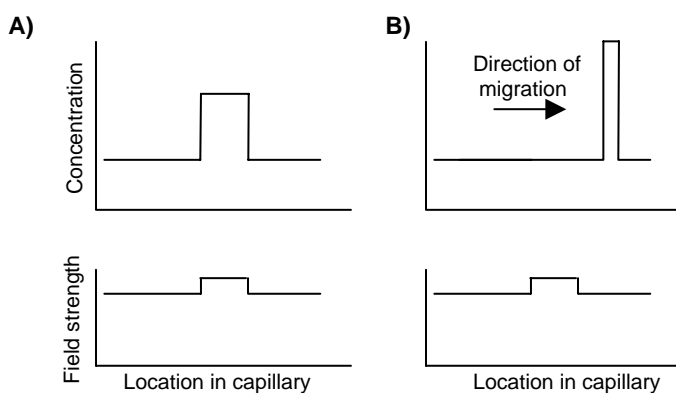 A)
B)
Concentration
Direction of
migration
Field strength
Location in capillary
Location in capillary